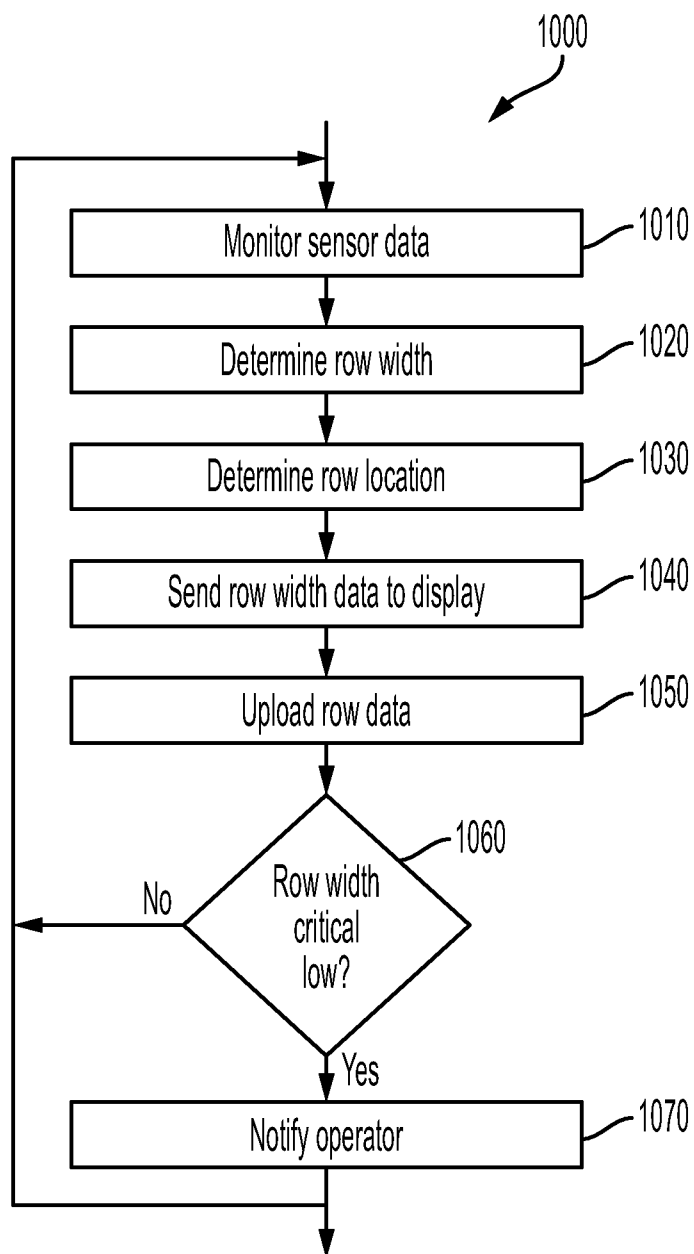 1000
Monitor sensor data
1010
Determine row width
1020
Determine row location
1030
Send row width data to display
1040
Upload row data
1050
1060
Row width
critical
low?
No
Yes
Notify operator
1070